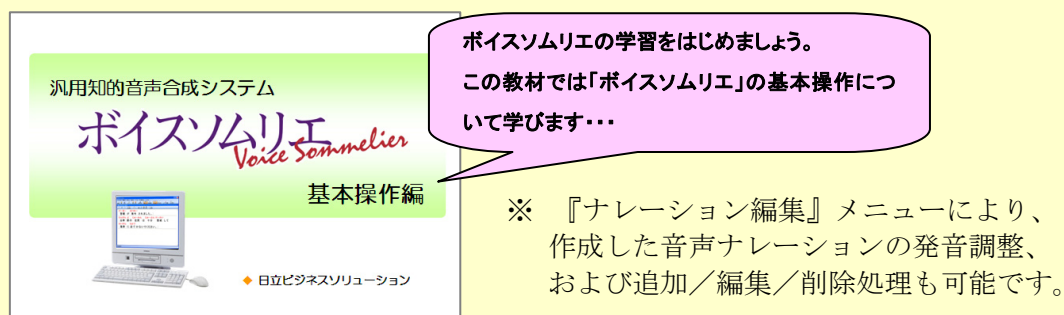 汎用知的音声合成システム
ボイスソムリエ
Voice Sommelier
基本操作編
◆ 日立ビジネスソリューション
ボイスソムリエの学習をはじめましょう。
この教材では「ボイスソムリエ」の基本操作につ
いて学びます・・・
※ 『ナレーション編集』メニューにより、
作成した音声ナレーションの発音調整、
および追加／編集／削除処理も可能です。